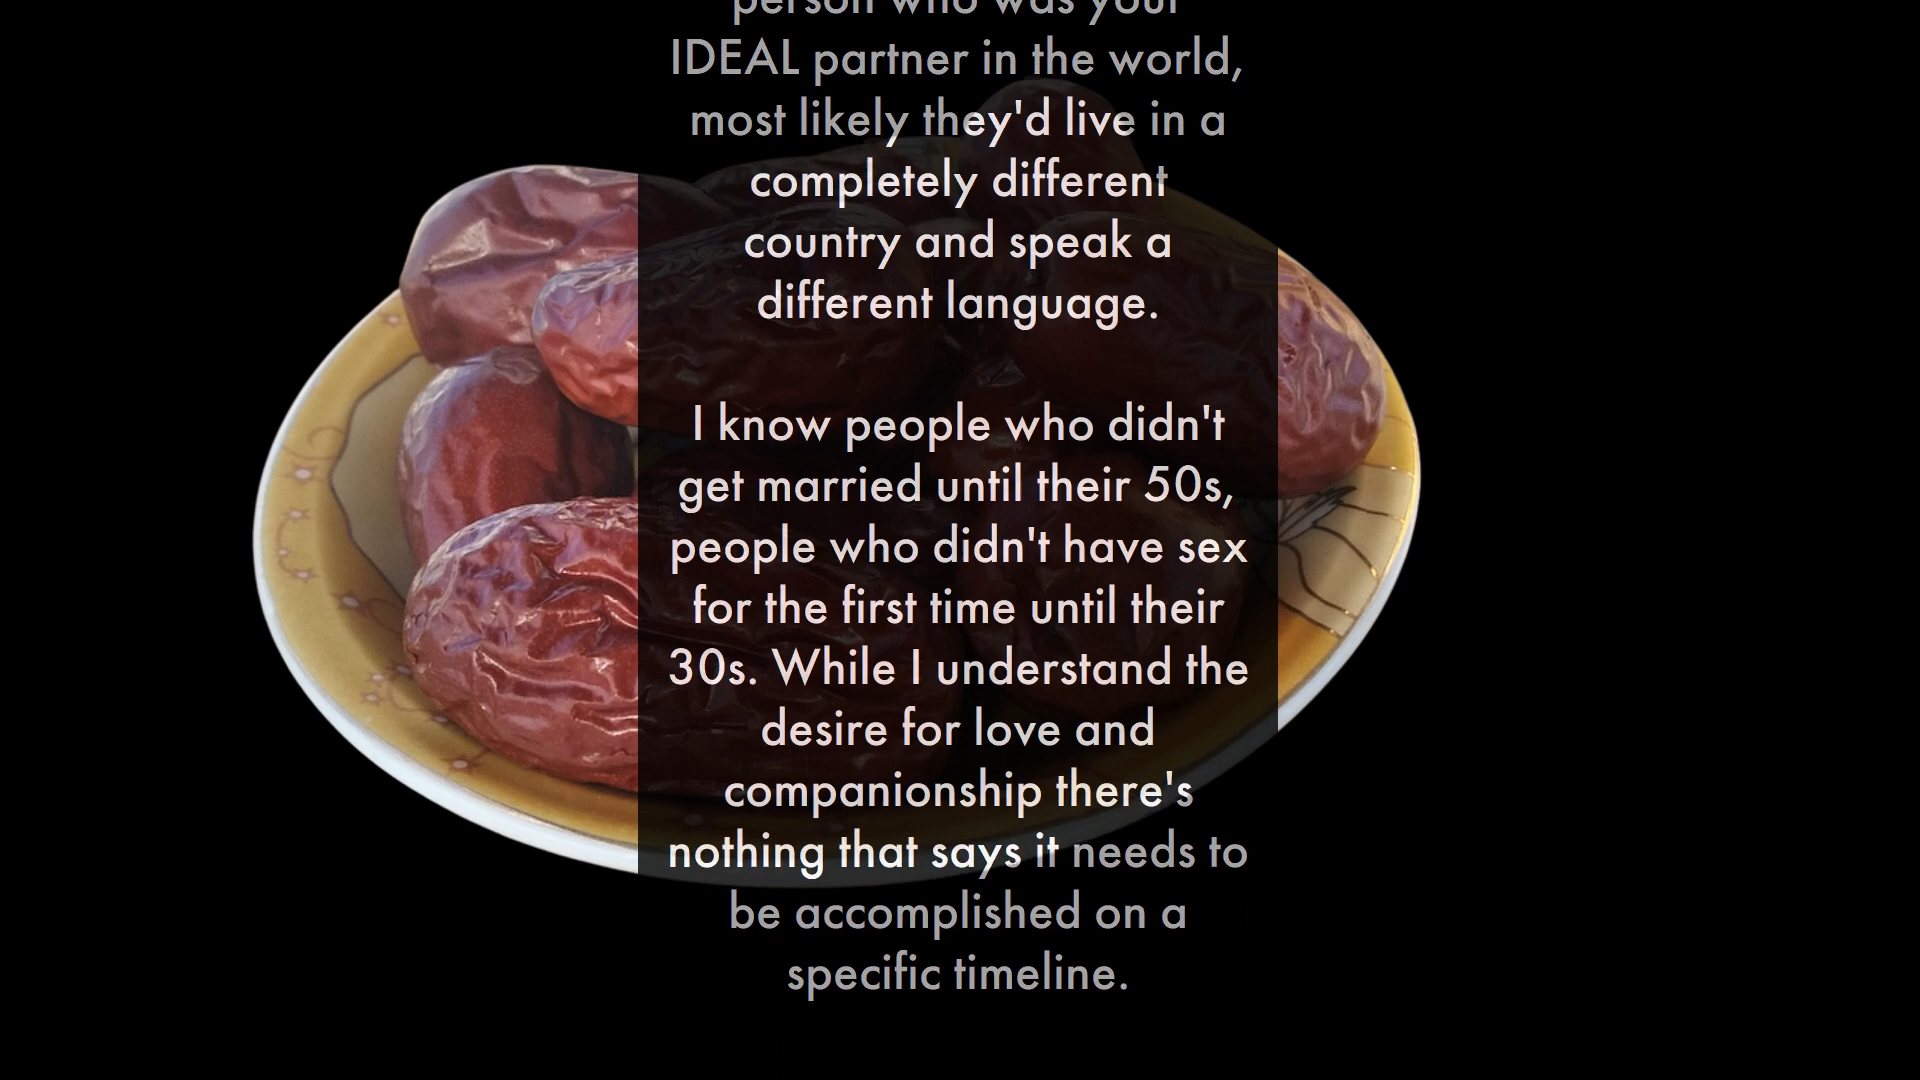 person who was your
IDEAL partner in the world,
most likely they'd live in a
completely different
country and speak a
different language.
I know people who didn't
get married until their 50s,
people who didn't have sex
for the first time until their
30s. While I understand the
desire for love and
companionship there's
nothing that says it needs to
be accomplished on a
specific timeline.